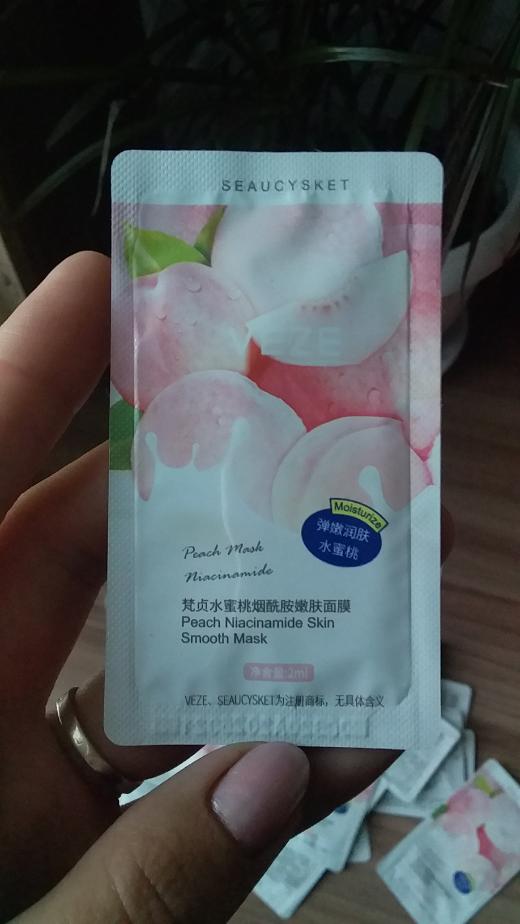 SEAUCYSKET
VEZE
Moisturize
弹嫩润肤
水蜜桃
Peach Mask
Niacinamide
梵贞水蜜桃烟酰胺嫩肤面膜
Peach Niacinamide Skin
Smooth Mask
净含量:2ml
VEZE、SEAUCYSKET为注册商标，无具体含义